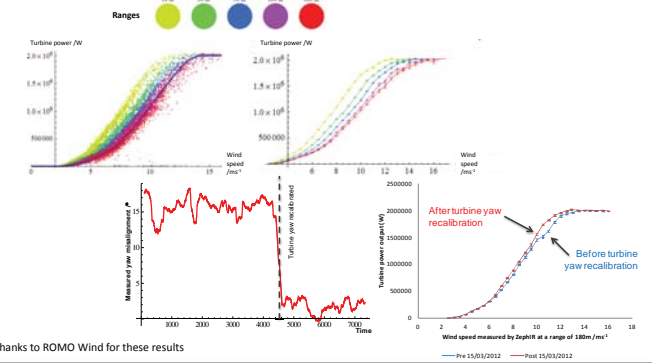 Ranges
Turbine power /W
2.0 × 10⁶
1.5 × 10⁶
1.0 × 10⁶
500 000
5
10
15
Wind
speed
/ms⁻¹
Turbine power /W
2.0 × 10⁶
1.5 × 10⁶
1.0 × 10⁶
500 000
6
8
10
12
14
16
Wind
speed
/ms⁻¹
Measured yaw misalignment /°
15
10
5
1000
2000
3000
4000
5000
6000
7000
Time
Turbine yaw recalibrated
Turbine power output (W)
2500000
2000000
1500000
1000000
500000
0
0
2
4
6
8
10
12
14
16
18
After turbine yaw
recalibration
Before turbine
yaw recalibration
Wind speed measured by ZephIR at a range of 180m / ms⁻¹
Pre 15/03/2012
Post 15/03/2012
hanks to ROMO Wind for these results